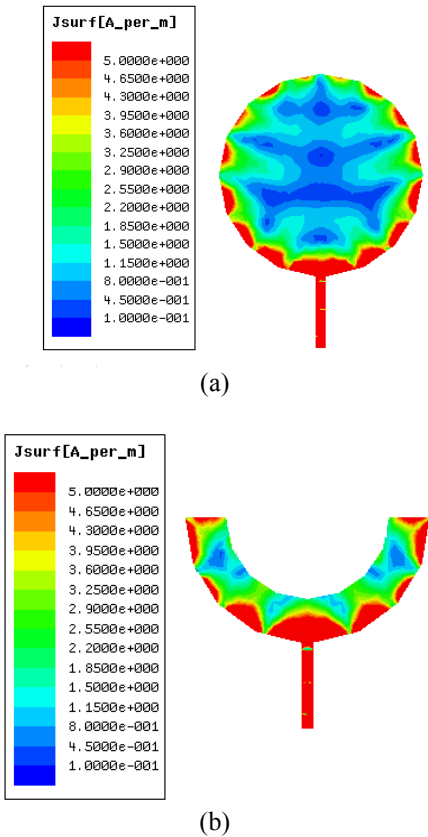 Jsurf[A_per_m]
5.0000e+000
4.6500e+000
4.3000e+000
3.9500e+000
3.6000e+000
3.2500e+000
2.9000e+000
2.5500e+000
2.2000e+000
1.8500e+000
1.5000e+000
1.1500e+000
8.0000e-001
4.5000e-001
1.0000e-001
(a)
Jsurf[A_per_m]
5.0000e+000
4.6500e+000
4.3000e+000
3.9500e+000
3.6000e+000
3.2500e+000
2.9000e+000
2.5500e+000
2.2000e+000
1.8500e+000
1.5000e+000
1.1500e+000
8.0000e-001
4.5000e-001
1.0000e-001
(b)